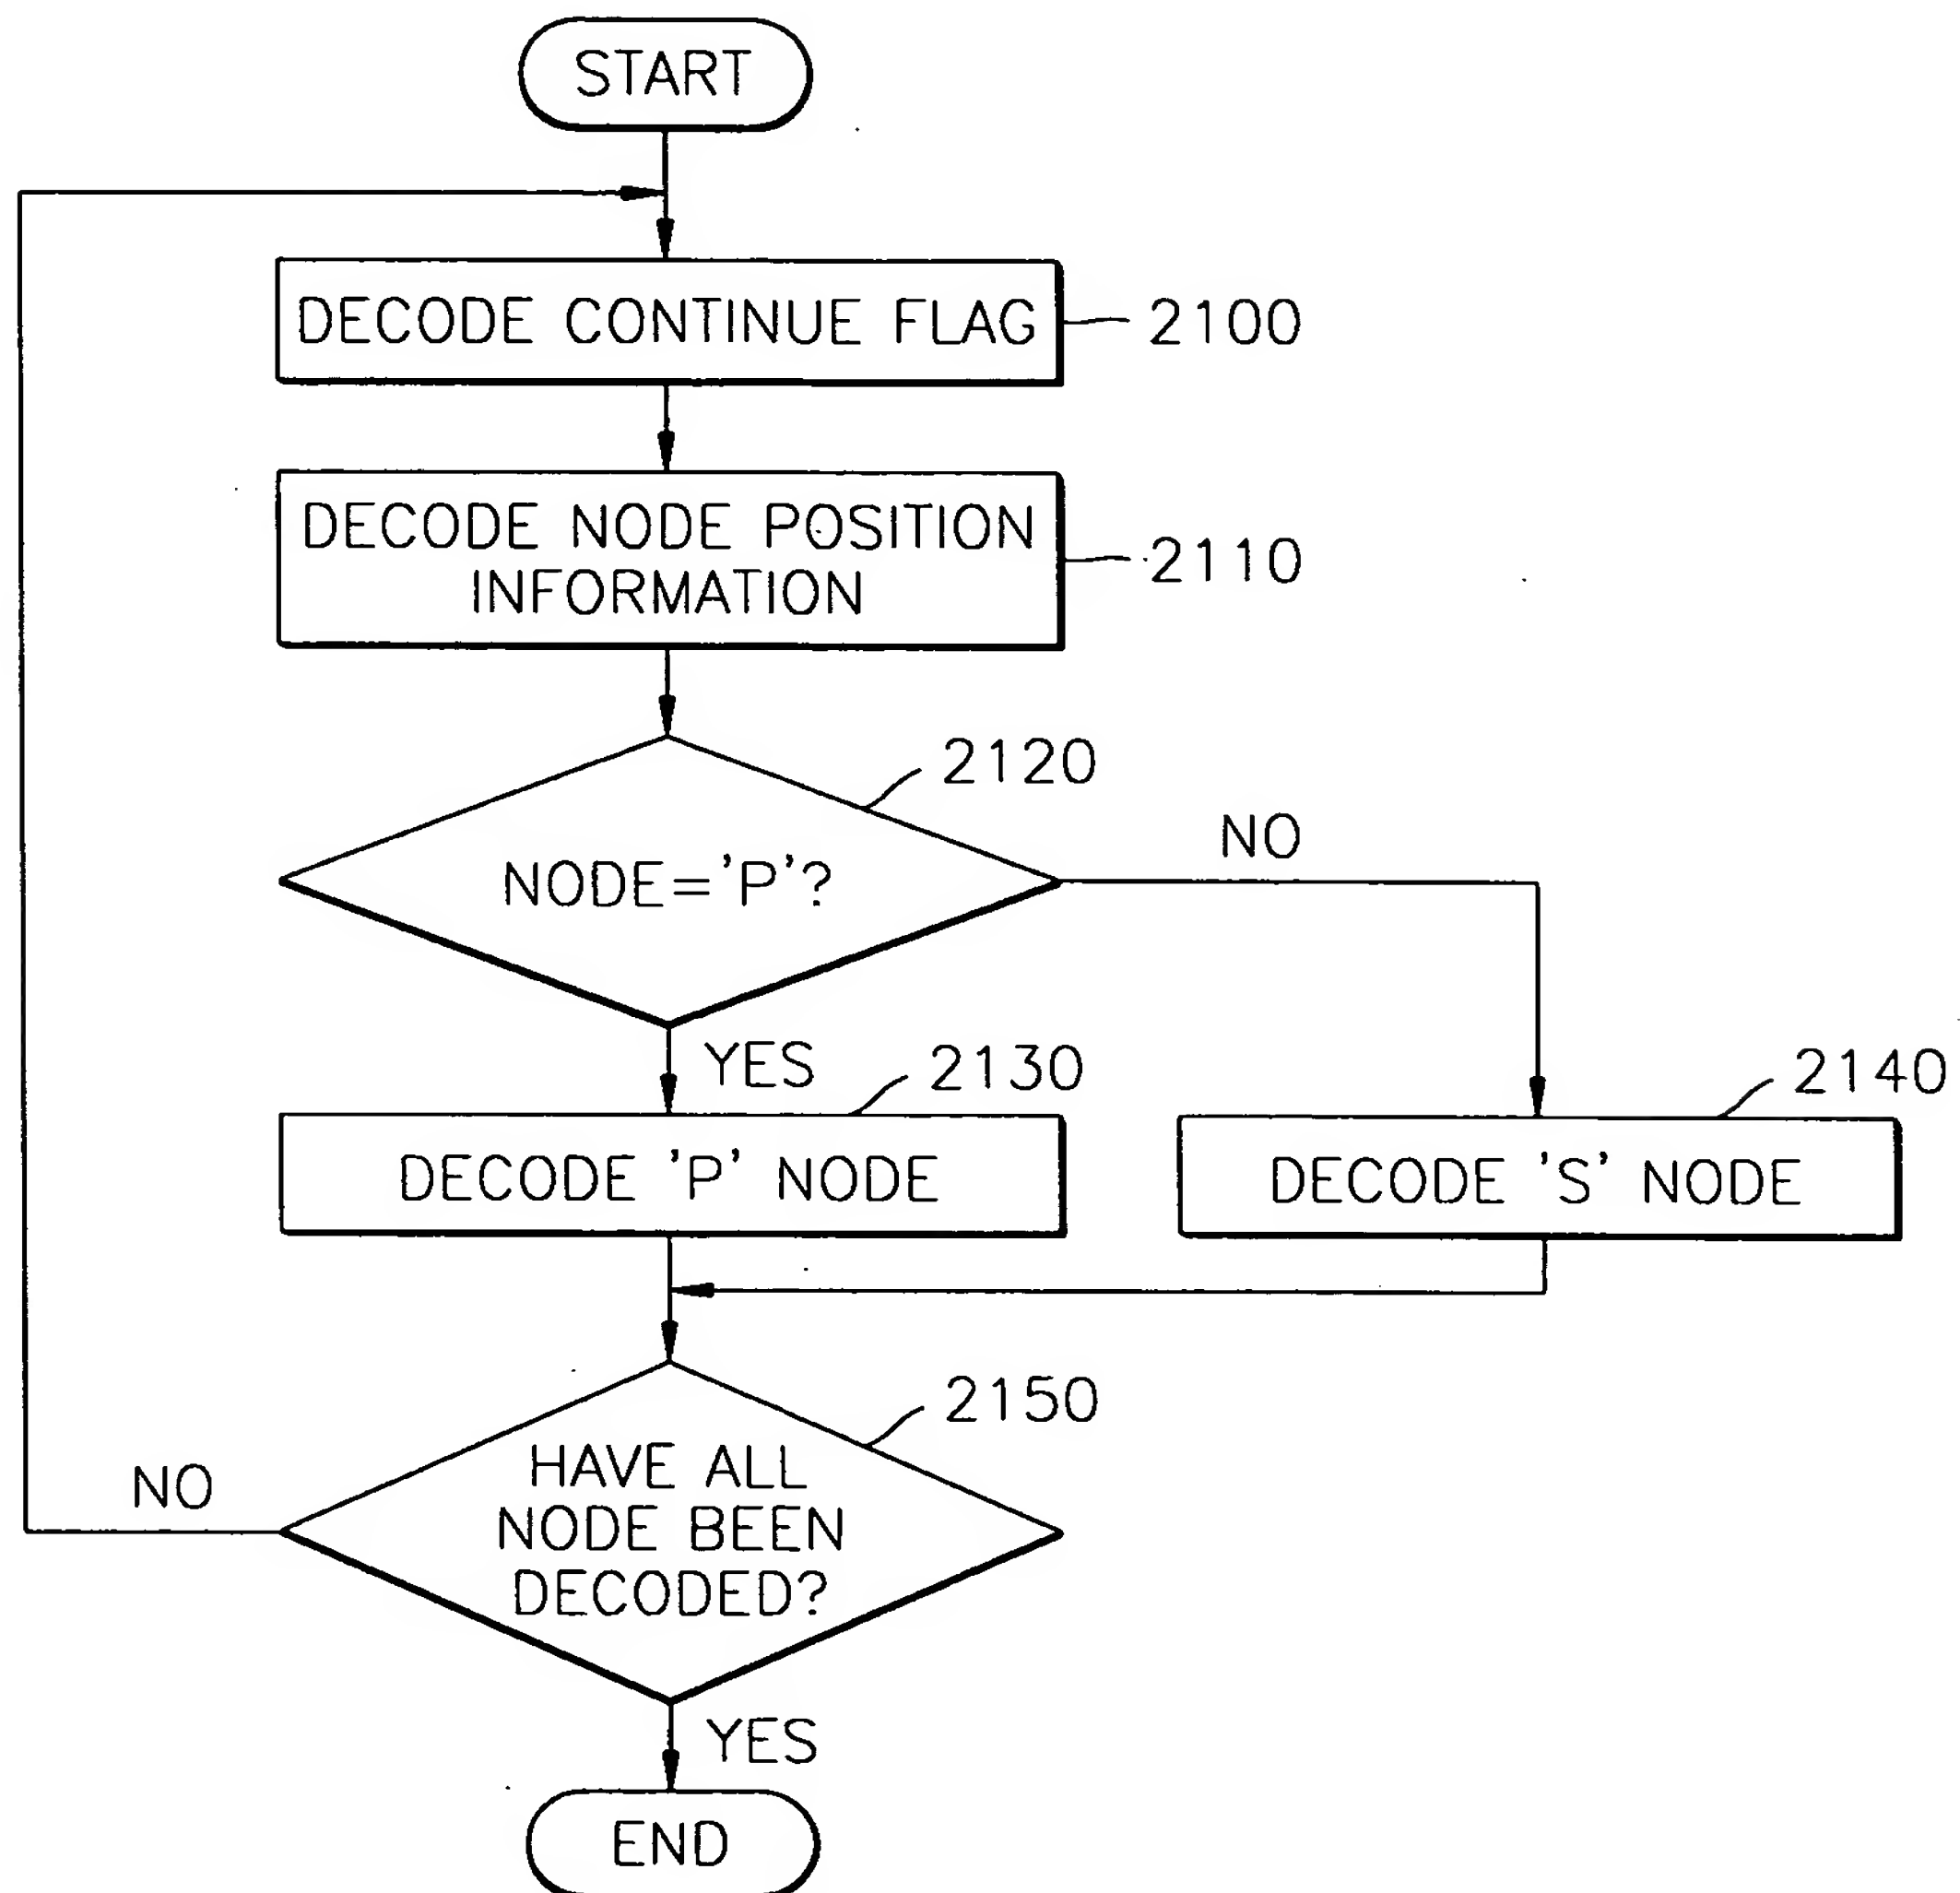 START
DECODE CONTINUE FLAG
2100
DECODE NODE POSITION
INFORMATION
2110
2120
NODE='P'?
NO
YES
2130
2140
DECODE 'P' NODE
DECODE 'S' NODE
2150
HAVE ALL
NODE BEEN
DECODED?
NO
YES
END